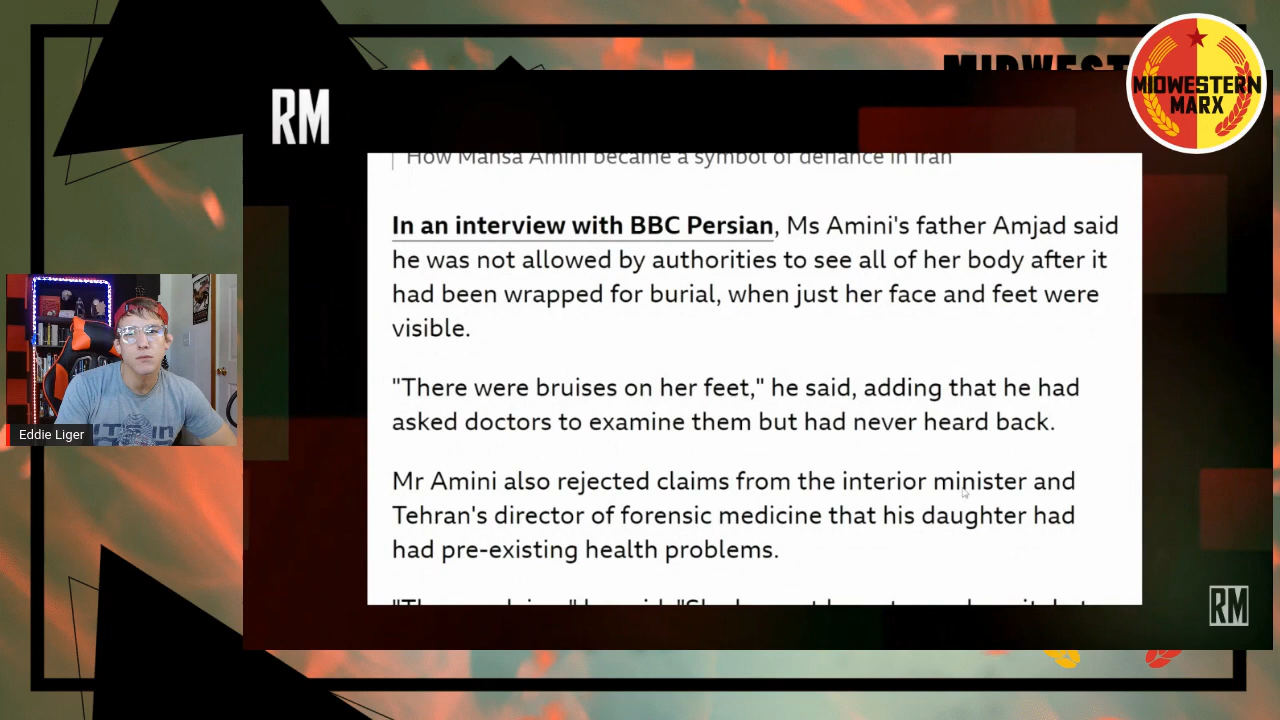 MIDWEST
MIDWESTERN
MARX
RM
How Mahsa Amini became a symbol of defiance in Iran
In an interview with BBC Persian, Ms Amini's father Amjad said
he was not allowed by authorities to see all of her body after it
had been wrapped for burial, when just her face and feet were
visible.
"There were bruises on her feet," he said, adding that he had
asked doctors to examine them but had never heard back.
Mr Amini also rejected claims from the interior minister and
Tehran's director of forensic medicine that his daughter had
had pre-existing health problems.
Eddie Liger
RM